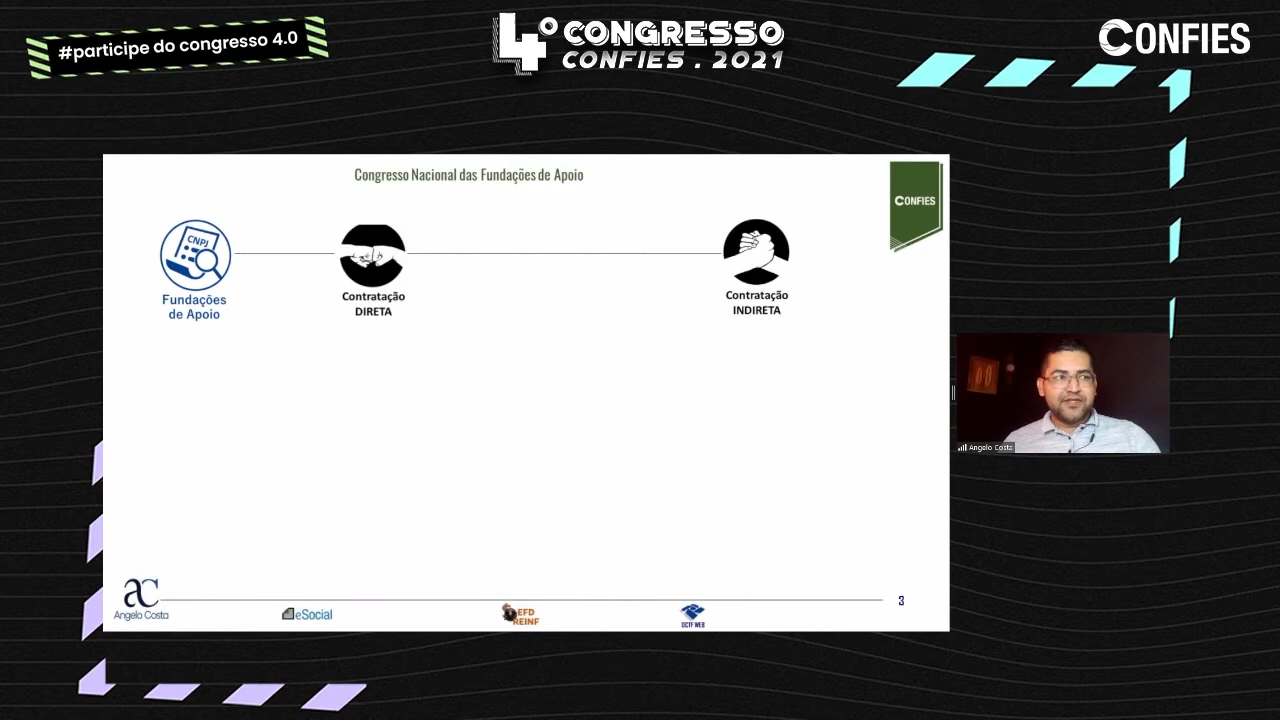 #participe do congresso 4.0
4º CONGRESSO
CONFIES . 2021
CONFIES
Congresso Nacional das Fundações de Apoio
CONFIES
CNPJ
Fundações
de Apoio
Contratação
DIRETA
Contratação
INDIRETA
Angelo Costa
ac
Angelo Costa
eSocial
EFD
REINF
DCTF WEB
3